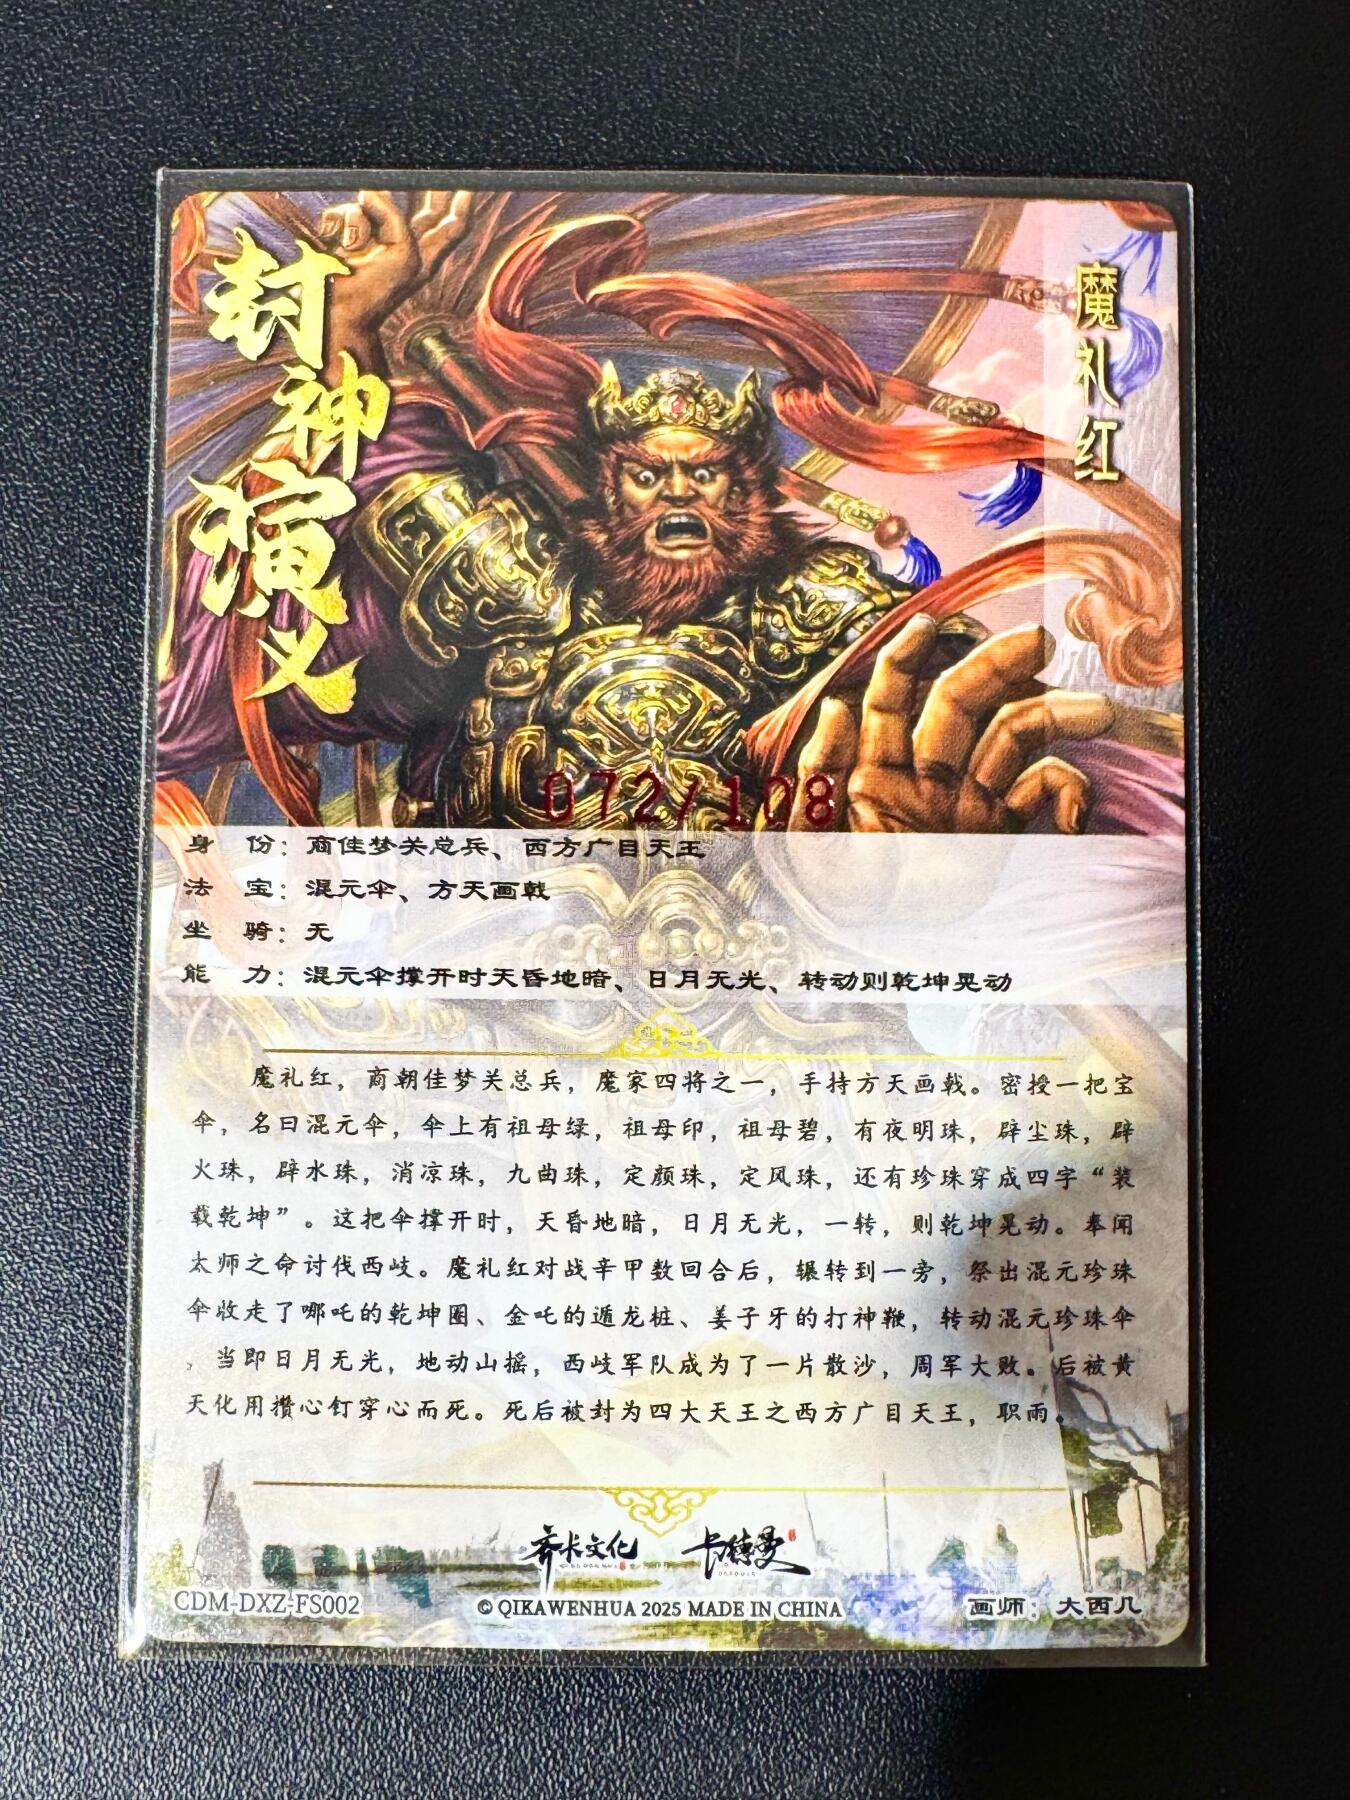 封神演义
魔礼红
072/108
身 份：商佳梦关总兵、西方广目天王
法 宝：混元伞、方天画戟
坐 骑：无
能 力：混元伞撑开时天昏地暗、日月无光、转动则乾坤晃动
魔礼红，商朝佳梦关总兵，魔家四将之一，手持方天画戟。密授一把宝
伞，名曰混元伞，伞上有祖母绿，祖母印，祖母碧，有夜明珠，辟尘珠，辟
火珠，辟水珠，消凉珠，九曲珠，定颜珠，定风珠，还有珍珠穿成四字“装
载乾坤”。这把伞撑开时，天昏地暗，日月无光，一转，则乾坤晃动。奉闻
太师之命讨伐西岐。魔礼红对战辛甲数回合后，辗转到一旁，祭出混元珍珠
伞收走了哪吒的乾坤圈、金吒的遁龙桩、姜子牙的打神鞭，转动混元珍珠伞
，当即日月无光，地动山摇，西岐军队成为了一片散沙，周军大败。后被黄
天化用攒心钉穿心而死。死后被封为四大天王之西方广目天王，职雨。
齐卡文化 卡德曼
CDM-DXZ-FS002
© QIKAWENHUA 2025 MADE IN CHINA
画师：大西几